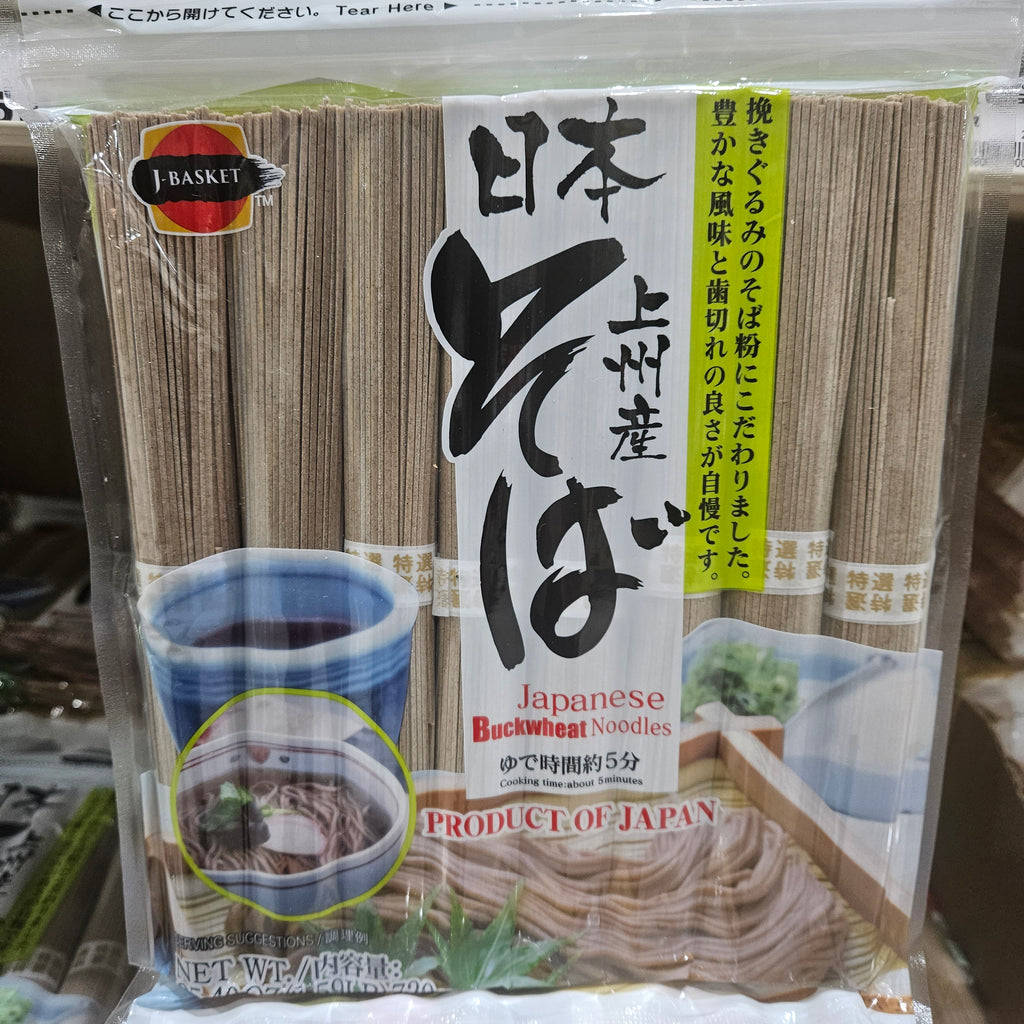 ここから開けてください。 Tear Here
J-BASKET
TM
日本
そば
上州産
挽きぐるみのそば粉にこだわりました。
豊かな風味と歯切れの良さが自慢です。
特選
特選
Japanese
Buckwheat Noodles
ゆで時間約5分
Cooking time:about 5minutes
PRODUCT OF JAPAN
SERVING SUGGESTIONS/調理例
NET WT./内容量: